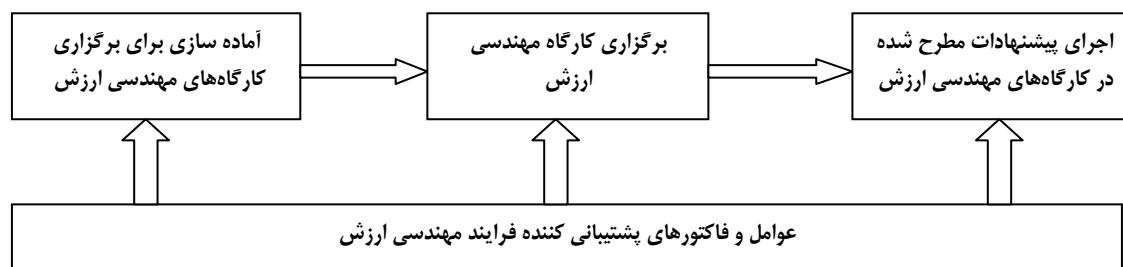 آماده سازی برای برگزاری
کارگاه‌های مهندسی ارزش
برگزاری کارگاه مهندسی
ارزش
اجرای پیشنهادات مطرح شده
در کارگاه‌های مهندسی ارزش
عوامل و فاکتورهای پشتیبانی کننده فرایند مهندسی ارزش